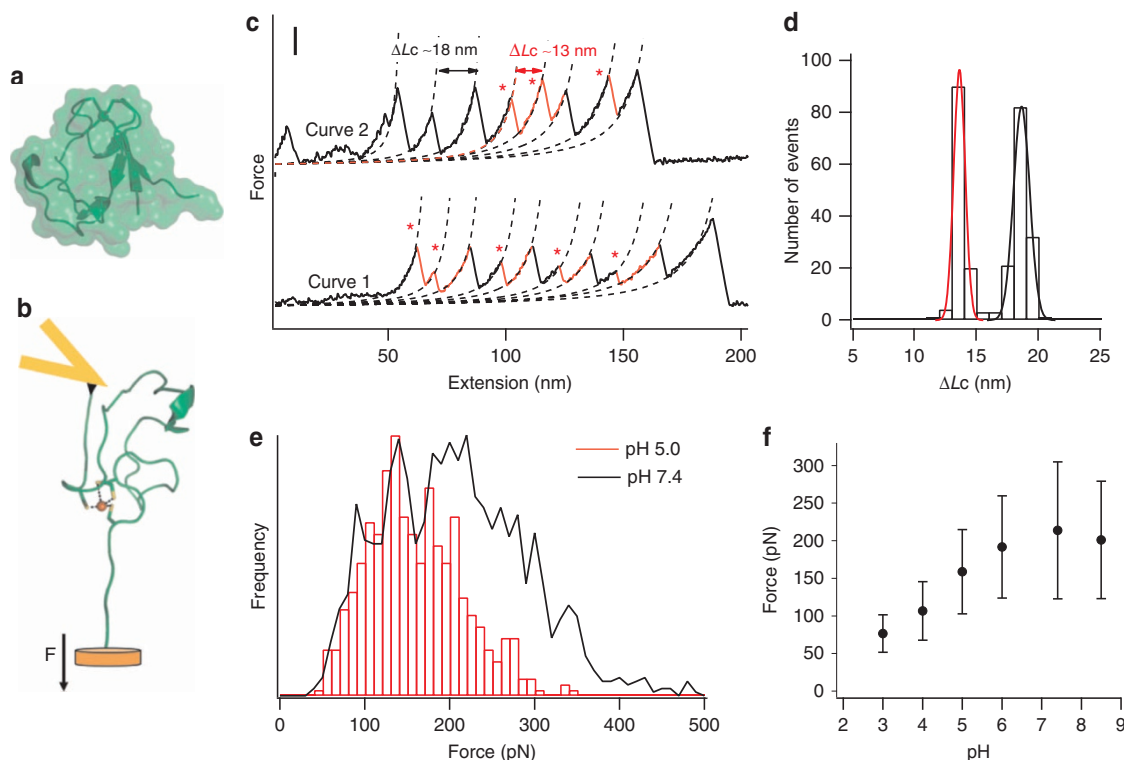 a
b
F
c
ΔLc ~18 nm
ΔLc ~13 nm
*
*
*
*
Curve 2
Force
*
*
*
*
*
Curve 1
50
100
150
200
Extension (nm)
d
Number of events
100
80
60
40
20
0
5
10
15
20
25
ΔLc (nm)
e
pH 5.0
pH 7.4
Frequency
0
100
200
300
400
500
Force (pN)
f
Force (pN)
300
250
200
150
100
50
0
2
3
4
5
6
7
8
9
pH